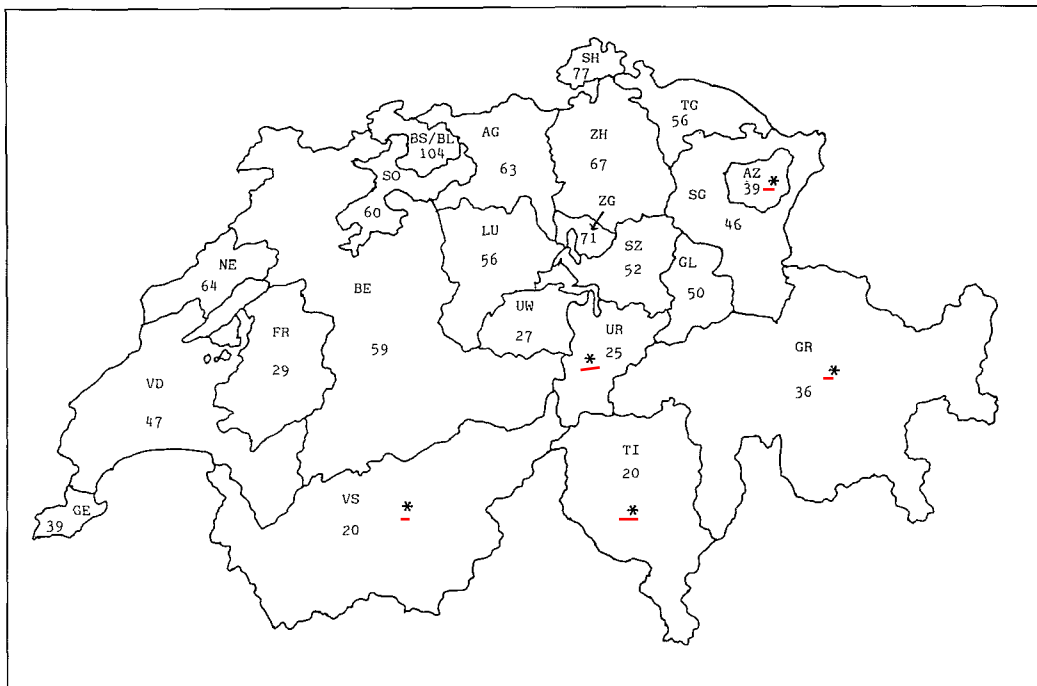 SH
77
TG
56
BS/BL
104
AG
63
ZH
67
SO
60
AZ
39 *
SG
46
ZG
71
LU
56
SZ
52
GL
50
NE
64
BE
59
UW
27
UR
25
*
FR
29
GR
36 *
VD
47
TI
20
*
VS
20
*
GE
39